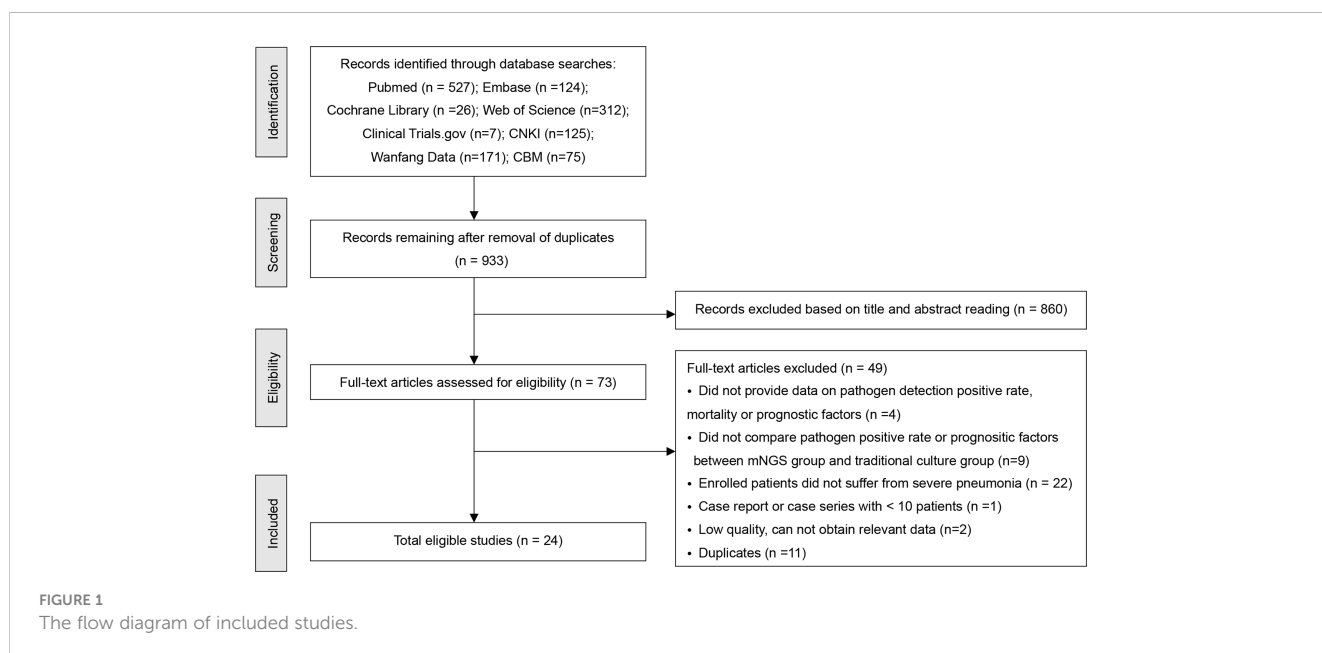 Identification
Records identified through database searches:
Pubmed (n = 527); Embase (n =124);
Cochrane Library (n =26); Web of Science (n=312);
Clinical Trials.gov (n=7); CNKI (n=125);
Wanfang Data (n=171); CBM (n=75)
Screening
Records remaining after removal of duplicates
(n = 933)
Records excluded based on title and abstract reading (n = 860)
Eligibility
Full-text articles assessed for eligibility (n = 73)
Full-text articles excluded (n = 49)
• Did not provide data on pathogen detection positive rate,
mortality or prognostic factors (n =4)
• Did not compare pathogen positive rate or prognositic factors
between mNGS group and traditional culture group (n=9)
• Enrolled patients did not suffer from severe pneumonia (n = 22)
• Case report or case series with < 10 patients (n =1)
• Low quality, can not obtain relevant data (n=2)
• Duplicates (n =11)
Included
Total eligible studies (n = 24)
FIGURE 1
The flow diagram of included studies.